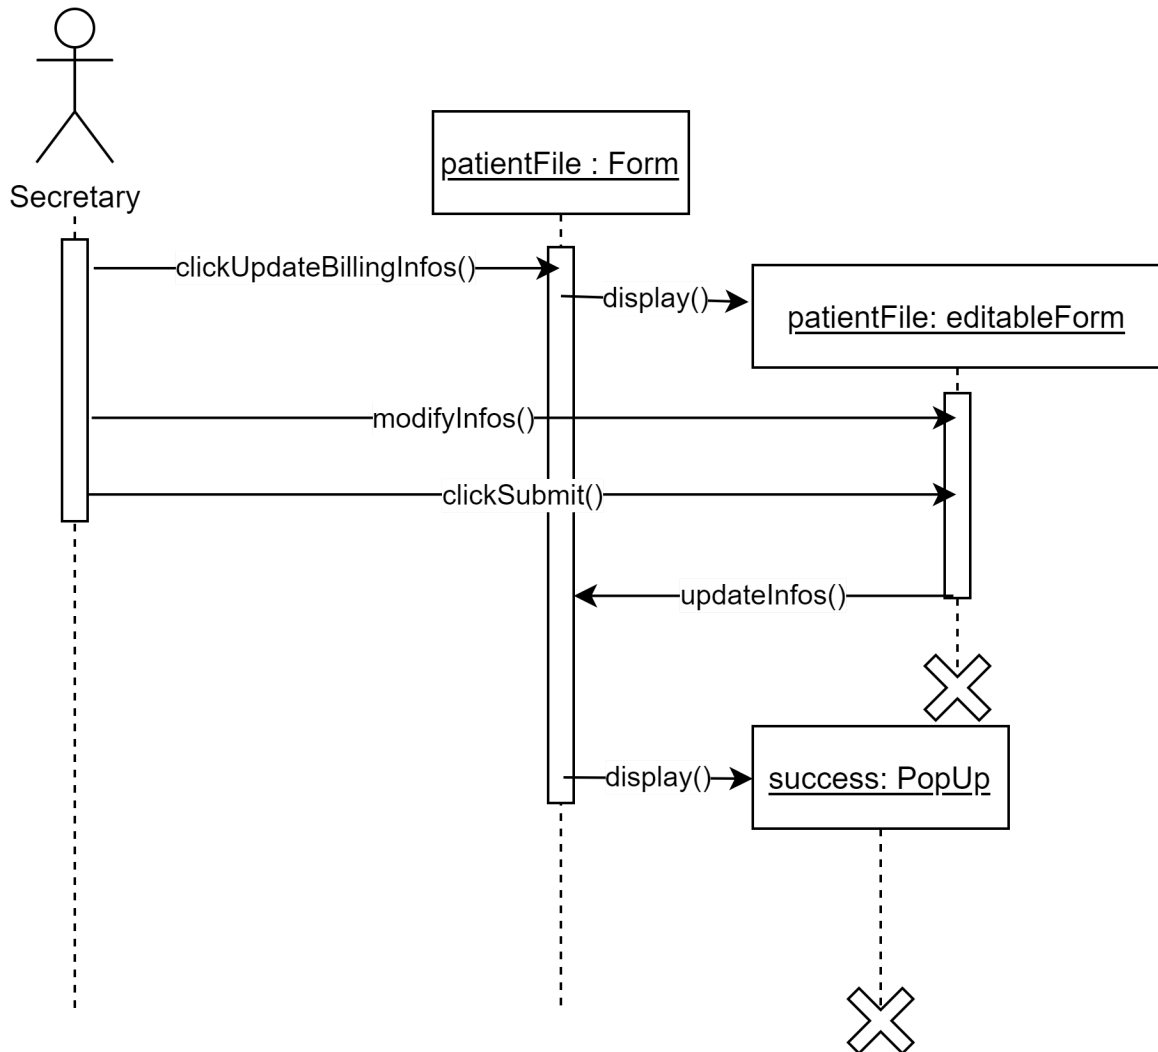 Secretary
patientFile : Form
clickUpdateBillingInfos()
display()
patientFile: editableForm
modifyInfos()
clickSubmit()
updateInfos()
display()
success: PopUp